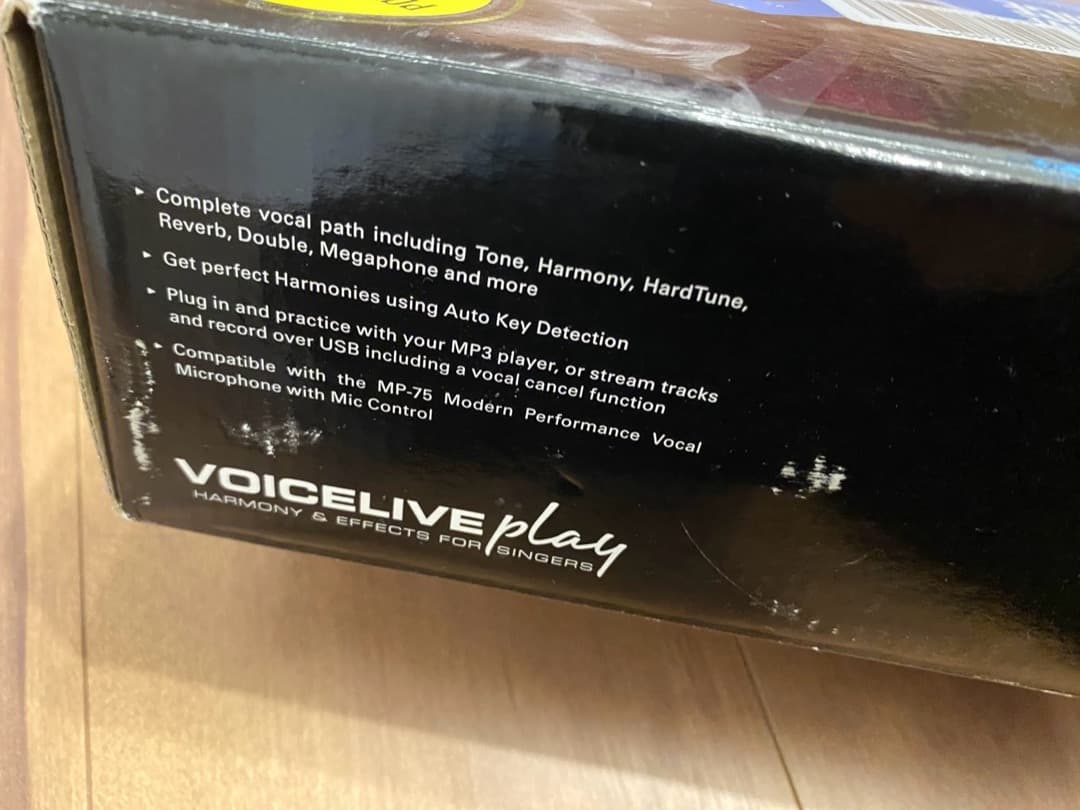 ▸ Complete vocal path including Tone, Harmony, HardTune,
Reverb, Double, Megaphone and more
▸ Get perfect Harmonies using Auto Key Detection
▸ Plug in and practice with your MP3 player, or stream tracks
and record over USB including a vocal cancel function
▸ Compatible with the MP-75 Modern Performance Vocal
Microphone with Mic Control
VOICELIVE play
HARMONY & EFFECTS FOR SINGERS